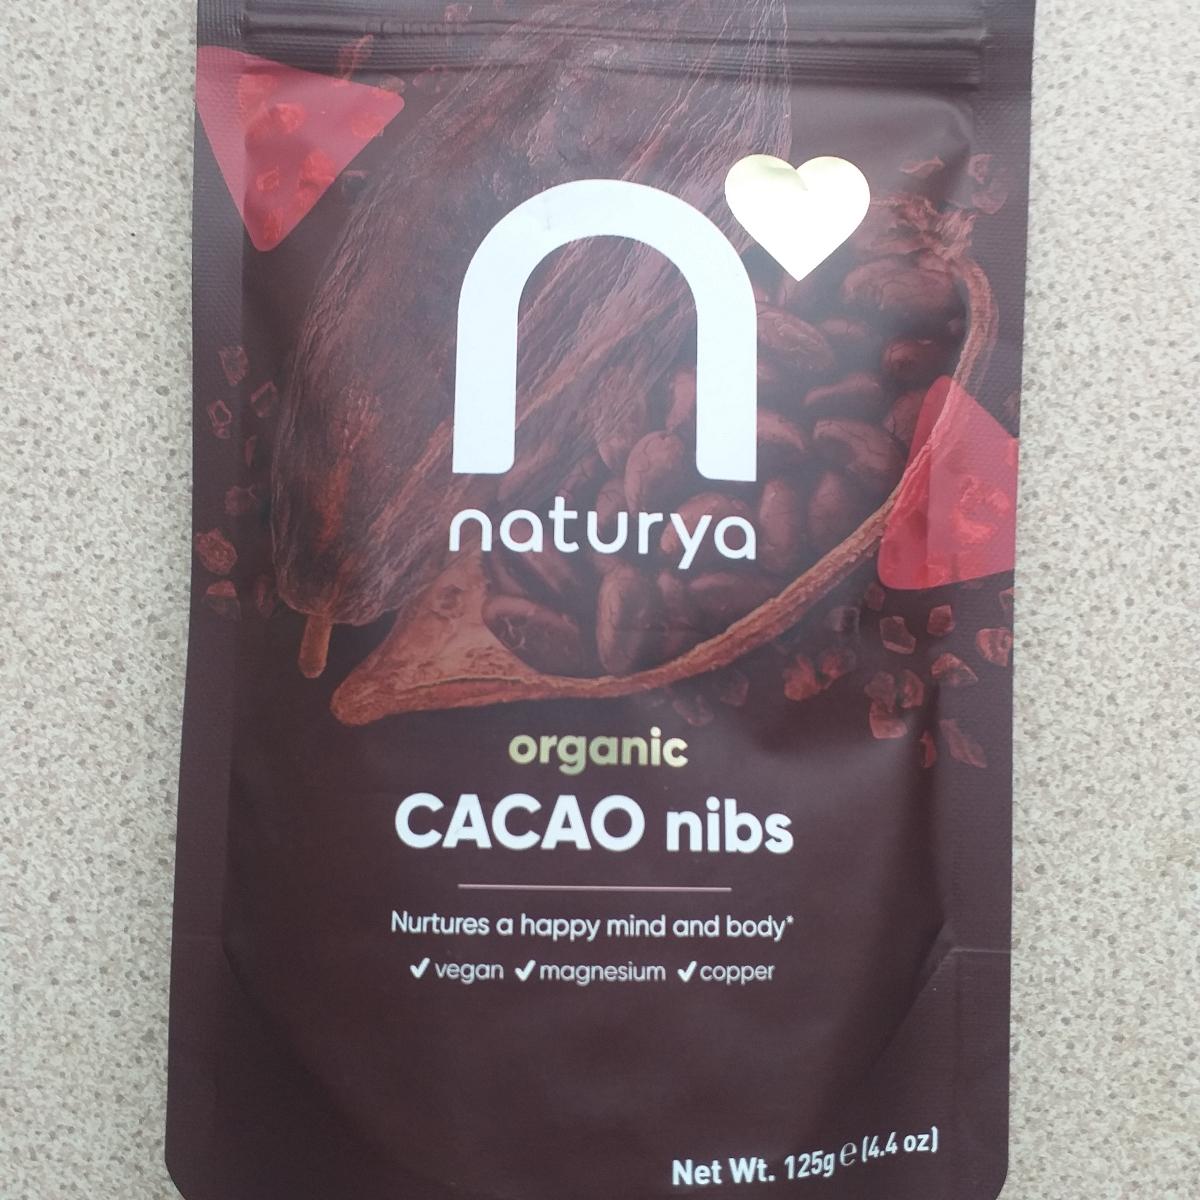 naturya
organic
CACAO nibs
Nurtures a happy mind and body*
✓ vegan ✓ magnesium ✓ copper
Net Wt. 125g ℮ (4.4 oz)